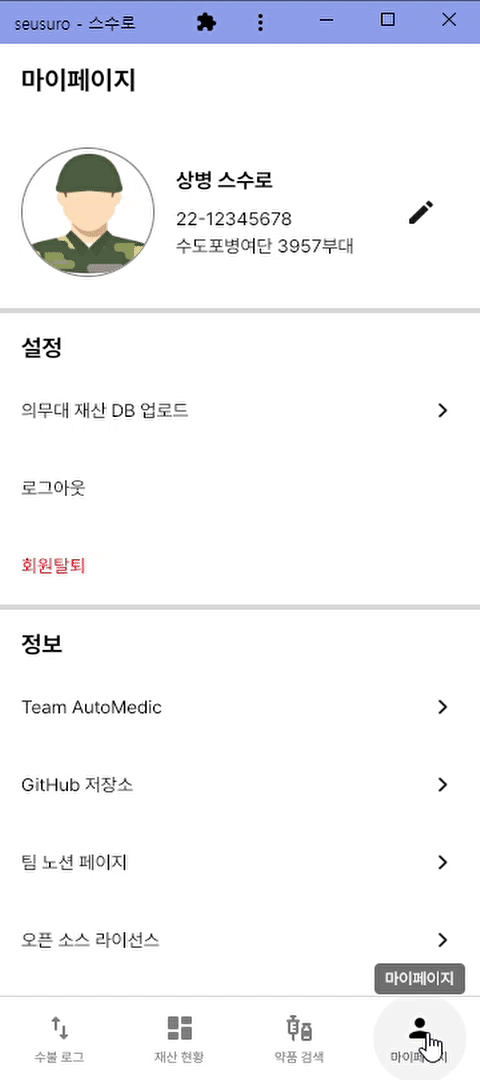 seusuro - 스수로
마이페이지
상병 스수로
22-12345678
수도포병여단 3957부대
설정
의무대 재산 DB 업로드
로그아웃
회원탈퇴
정보
Team AutoMedic
GitHub 저장소
팀 노션 페이지
오픈 소스 라이선스
마이페이지
수불 로그
재산 현황
약품 검색
마이페이지